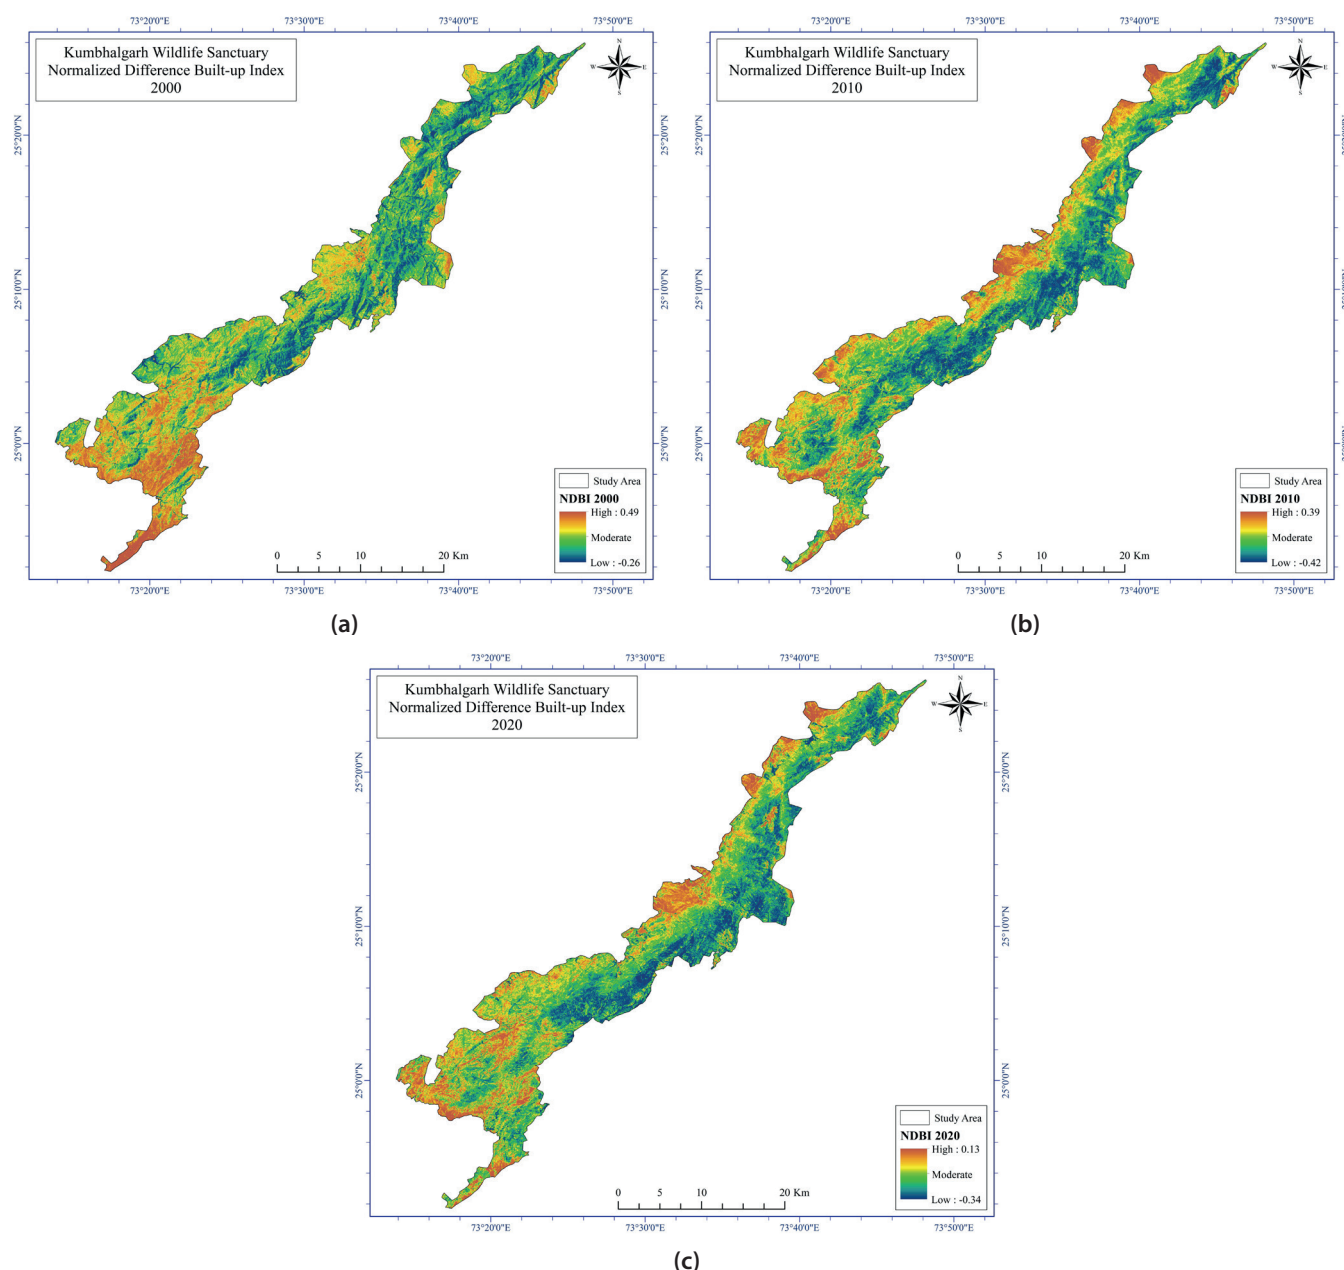 73°20'0"E 73°30'0"E 73°40'0"E 73°50'0"E
Kumbhalgarh Wildlife Sanctuary
Normalized Difference Built-up Index
2000
N
W E
S
25°20'0"N
25°10'0"N
25°0'0"N
25°20'0"N
25°10'0"N
25°0'0"N
Study Area
NDBI 2000
High : 0.49
Moderate
Low : -0.26
0 5 10 20 Km
73°20'0"E 73°30'0"E 73°40'0"E 73°50'0"E
(a)
73°20'0"E 73°30'0"E 73°40'0"E 73°50'0"E
Kumbhalgarh Wildlife Sanctuary
Normalized Difference Built-up Index
2010
N
W E
S
Study Area
NDBI 2010
High : 0.39
Moderate
Low : -0.42
0 5 10 20 Km
73°20'0"E 73°30'0"E 73°40'0"E 73°50'0"E
(b)
73°20'0"E 73°30'0"E 73°40'0"E 73°50'0"E
Kumbhalgarh Wildlife Sanctuary
Normalized Difference Built-up Index
2020
N
W E
S
25°20'0"N
25°10'0"N
25°0'0"N
25°20'0"N
25°10'0"N
25°0'0"N
Study Area
NDBI 2020
High : 0.13
Moderate
Low : -0.34
0 5 10 20 Km
73°20'0"E 73°30'0"E 73°40'0"E 73°50'0"E
(c)